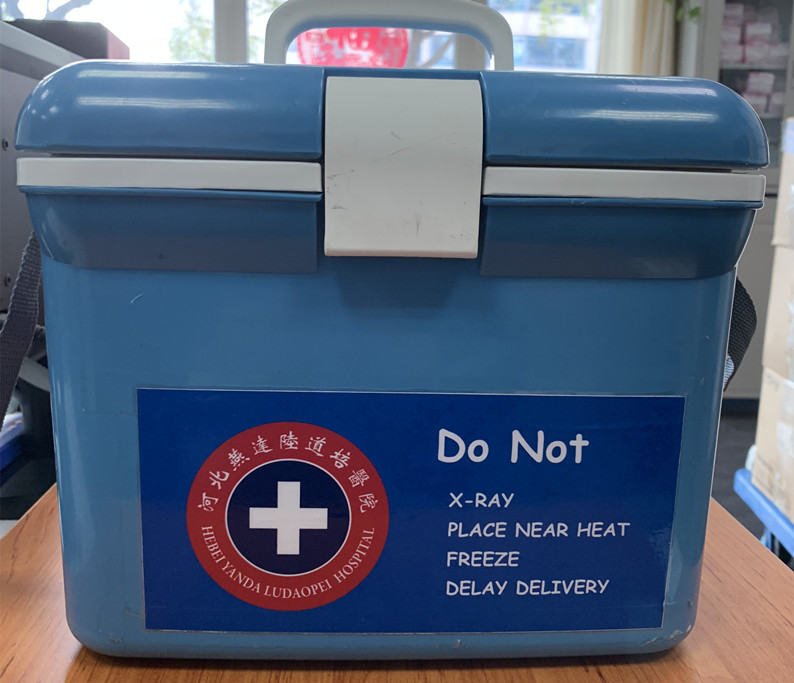 河北燕達陸道培醫院
HEBEI YANDA LUDAOPEI HOSPITAL
Do Not
X-RAY
PLACE NEAR HEAT
FREEZE
DELAY DELIVERY